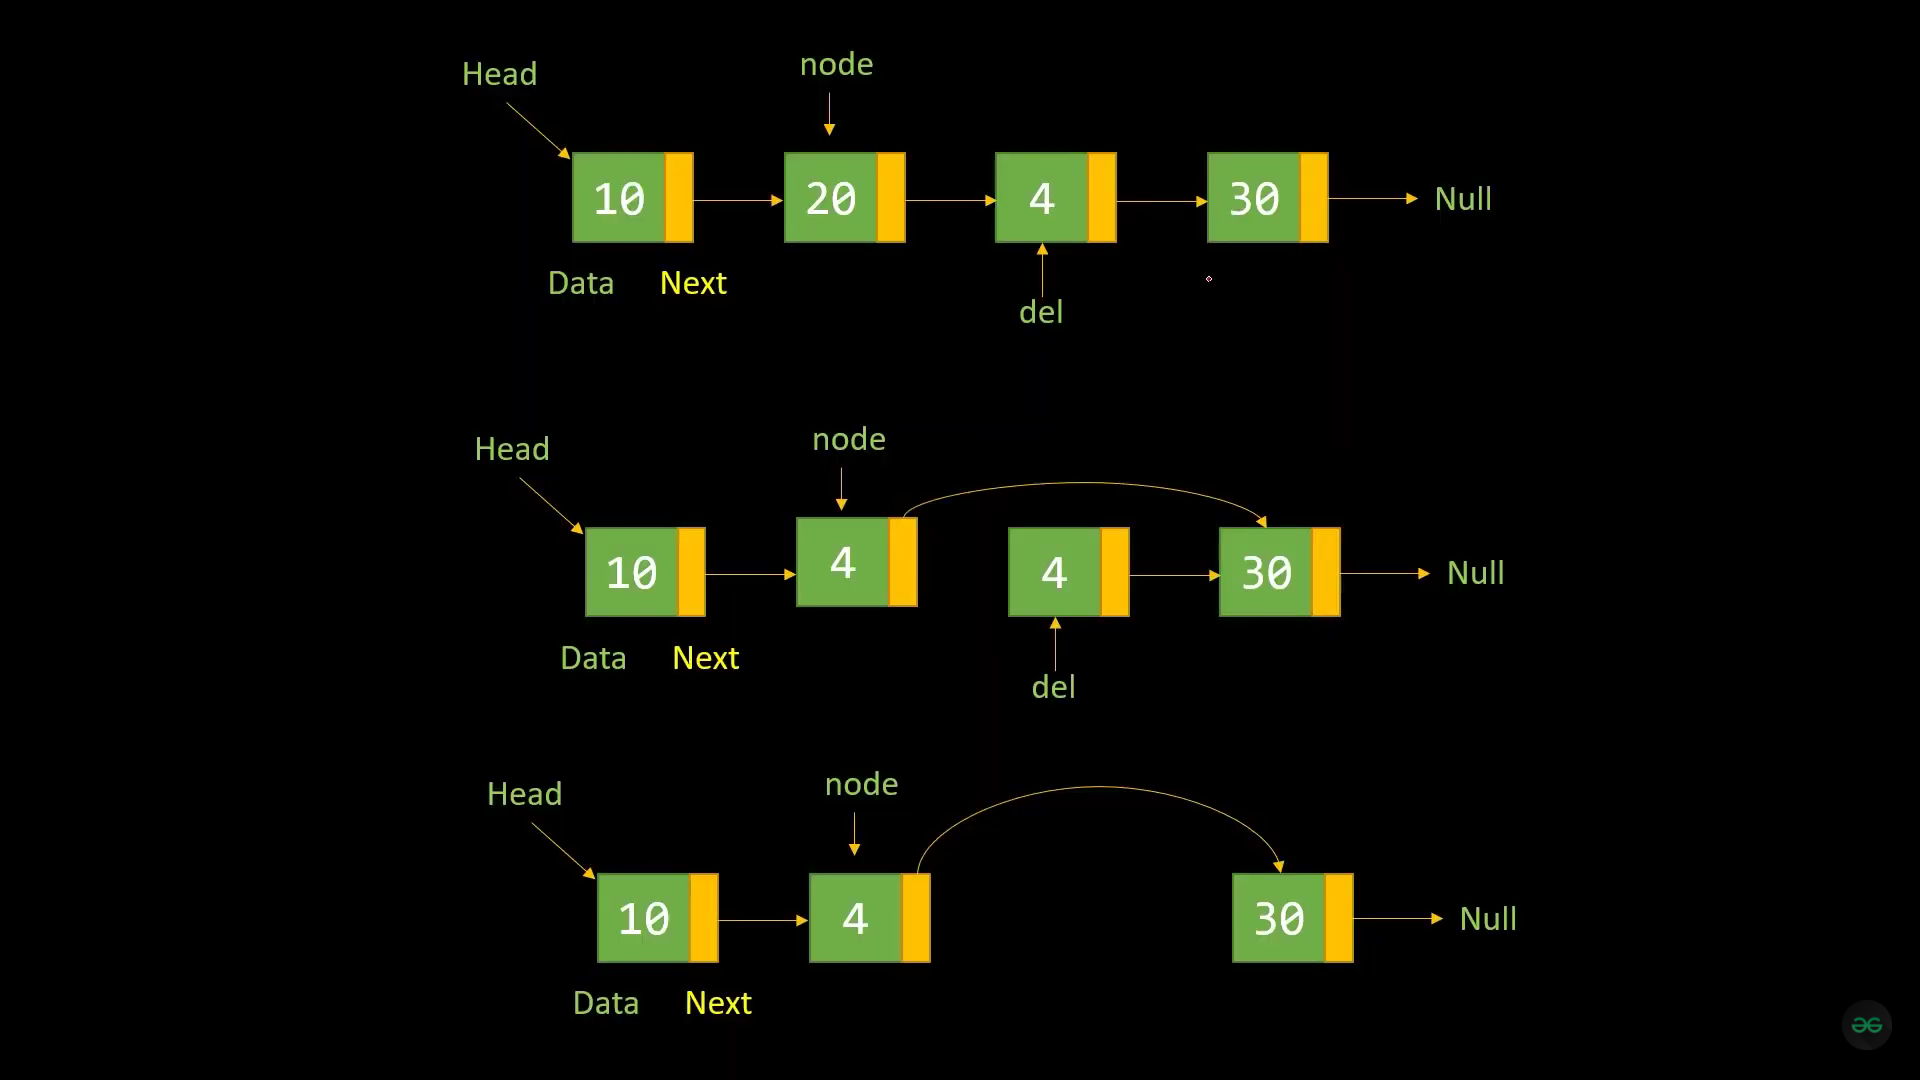 Head
node
10 20 4 30 Null
Data Next
del
Head
node
10 4 4 30 Null
Data Next
del
Head
node
10 4 30 Null
Data Next